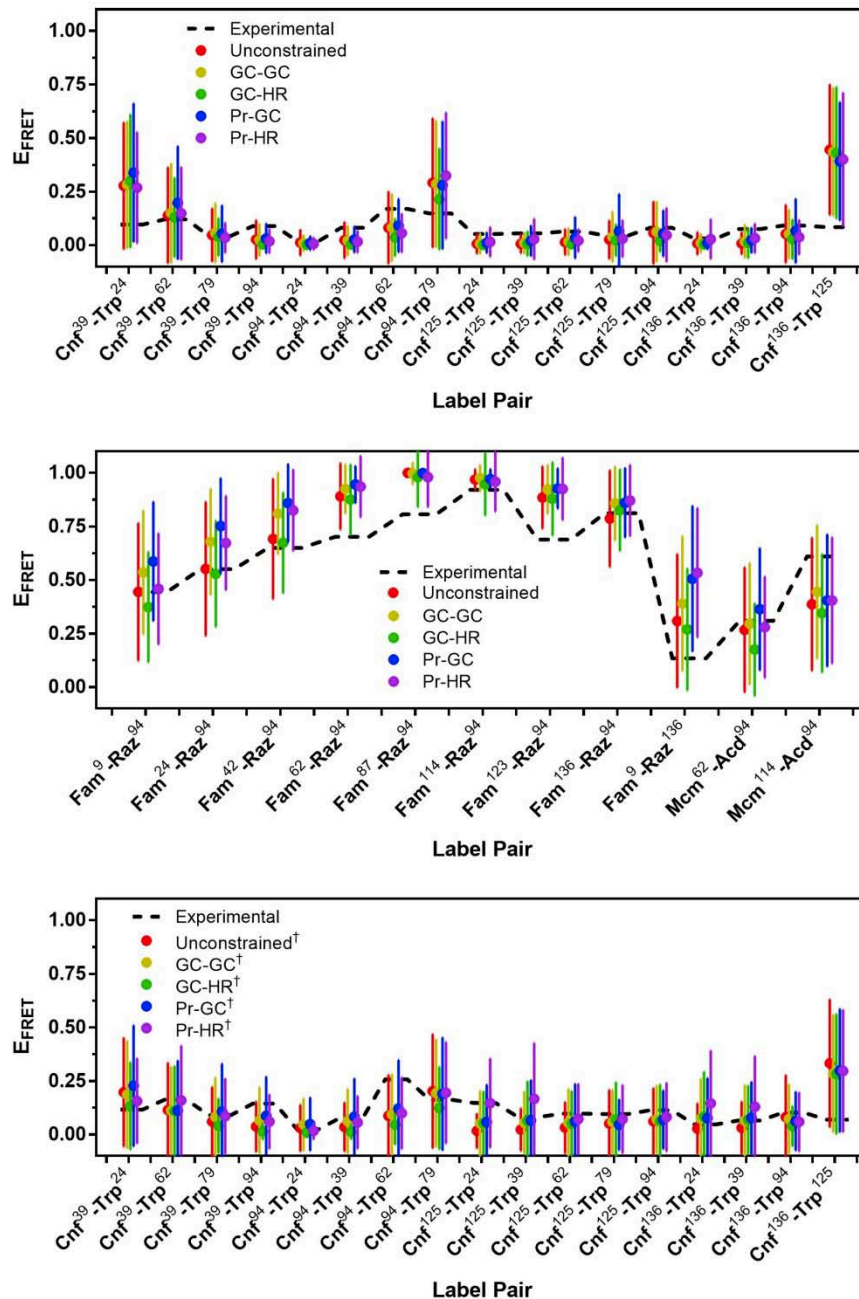 1.00
0.75
0.50
0.25
0.00
E_FRET
Experimental
Unconstrained
GC-GC
GC-HR
Pr-GC
Pr-HR
Cnf³⁹-Trp²⁴
Cnf³⁹-Trp⁶²
Cnf³⁹-Trp⁷⁹
Cnf³⁹-Trp⁹⁴
Cnf⁹⁴-Trp²⁴
Cnf⁹⁴-Trp³⁹
Cnf⁹⁴-Trp⁶²
Cnf⁹⁴-Trp⁷⁹
Cnf¹²⁵-Trp²⁴
Cnf¹²⁵-Trp³⁹
Cnf¹²⁵-Trp⁶²
Cnf¹²⁵-Trp⁷⁹
Cnf¹²⁵-Trp⁹⁴
Cnf¹³⁶-Trp²⁴
Cnf¹³⁶-Trp³⁹
Cnf¹³⁶-Trp⁹⁴
Cnf¹³⁶-Trp¹²⁵
Label Pair
1.00
0.75
0.50
0.25
0.00
E_FRET
Experimental
Unconstrained
GC-GC
GC-HR
Pr-GC
Pr-HR
Fam⁹-Raz⁹⁴
Fam²⁴-Raz⁹⁴
Fam⁴²-Raz⁹⁴
Fam⁶²-Raz⁹⁴
Fam⁸⁷-Raz⁹⁴
Fam¹¹⁴-Raz⁹⁴
Fam¹²³-Raz⁹⁴
Fam¹³⁶-Raz⁹⁴
Fam⁹-Raz¹³⁶
Mcm⁶²-Acd⁹⁴
Mcm¹¹⁴-Acd⁹⁴
Label Pair
1.00
0.75
0.50
0.25
0.00
E_FRET
Experimental
Unconstrained†
GC-GC†
GC-HR†
Pr-GC†
Pr-HR†
Cnf³⁹-Trp²⁴
Cnf³⁹-Trp⁶²
Cnf³⁹-Trp⁷⁹
Cnf³⁹-Trp⁹⁴
Cnf⁹⁴-Trp²⁴
Cnf⁹⁴-Trp³⁹
Cnf⁹⁴-Trp⁶²
Cnf⁹⁴-Trp⁷⁹
Cnf¹²⁵-Trp²⁴
Cnf¹²⁵-Trp³⁹
Cnf¹²⁵-Trp⁶²
Cnf¹²⁵-Trp⁷⁹
Cnf¹²⁵-Trp⁹⁴
Cnf¹³⁶-Trp²⁴
Cnf¹³⁶-Trp³⁹
Cnf¹³⁶-Trp⁹⁴
Cnf¹³⁶-Trp¹²⁵
Label Pair